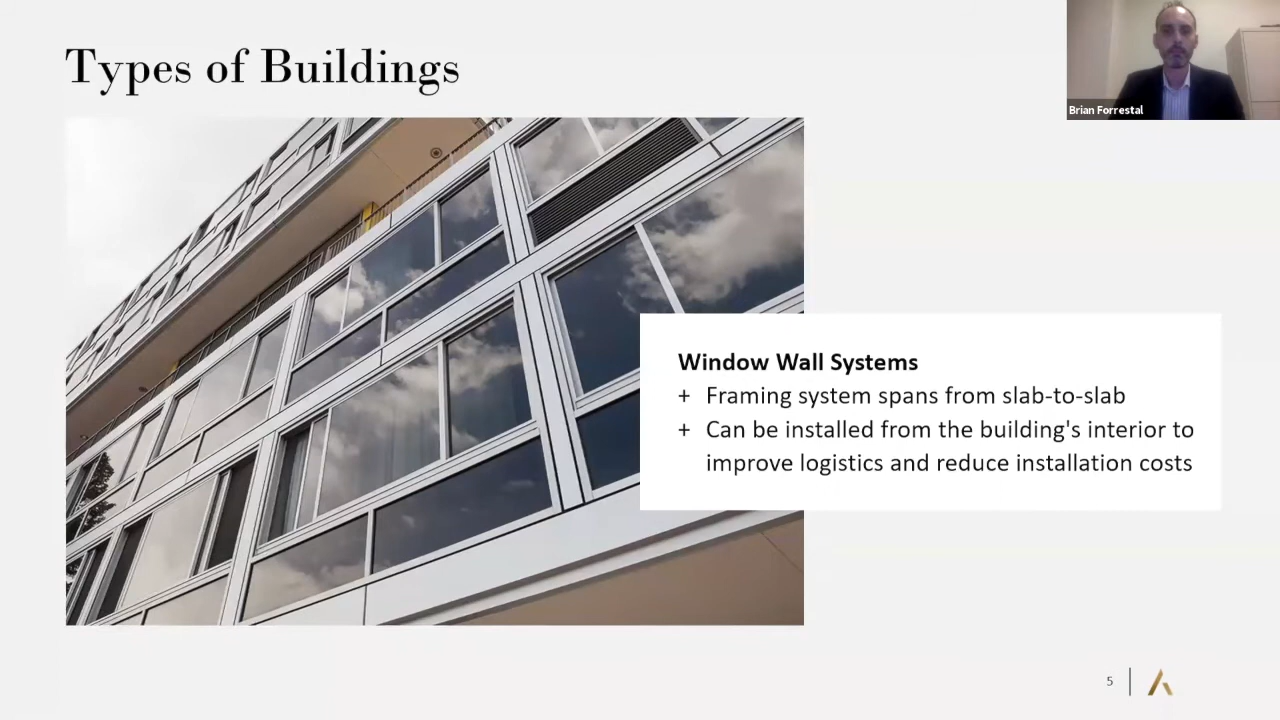 Types of Buildings
Brian Forrestal
Window Wall Systems
+ Framing system spans from slab-to-slab
+ Can be installed from the building's interior to
improve logistics and reduce installation costs
5